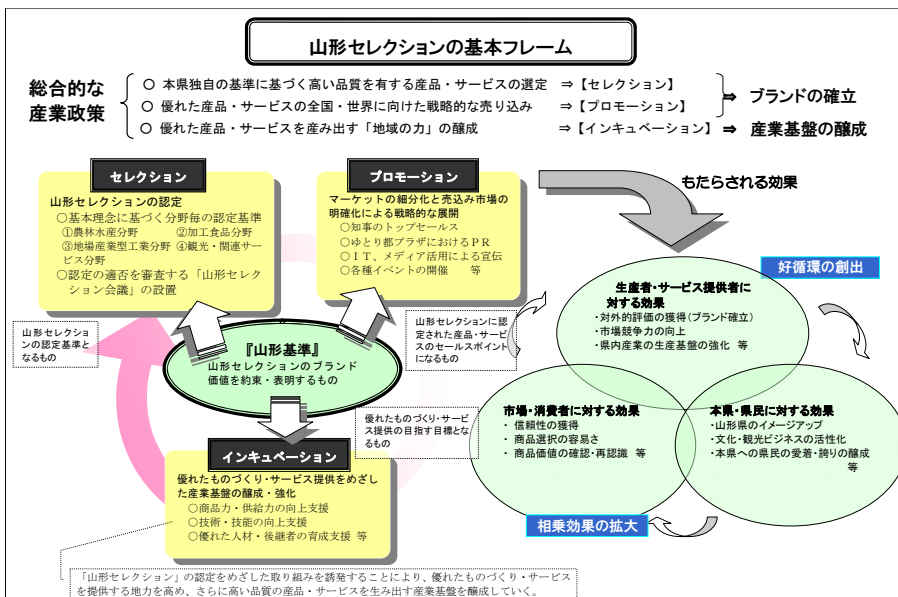 山形セレクションの基本フレーム
総合的な
産業政策
○ 本県独自の基準に基づく高い品質を有する産品・サービスの選定 ⇒【セレクション】
○ 優れた産品・サービスの全国・世界に向けた戦略的な売り込み ⇒【プロモーション】
⇒ ブランドの確立
○ 優れた産品・サービスを産み出す「地域の力」の醸成 ⇒【インキュベーション】 ⇒ 産業基盤の醸成
セレクション
山形セレクションの認定
○基本理念に基づく分野毎の認定基準
①農林水産分野 ②加工食品分野
③地場産業型工業分野 ④観光・関連サー
ビス分野
○認定の適否を審査する「山形セレク
ション会議」の設置
プロモーション
マーケットの細分化と売込み市場の
明確化による戦略的な展開
○知事のトップセールス
○ゆとり都プラザにおけるPR
○IT、メディア活用による宣伝
○各種イベントの開催 等
もたらされる効果
好循環の創出
生産者・サービス提供者に
対する効果
・対外的評価の獲得(ブランド確立)
・市場競争力の向上
・県内産業の生産基盤の強化 等
山形セレクショ
ンの認定基準と
なるもの
『山形基準』
山形セレクションのブランド
価値を約束・表明するもの
山形セレクションに認
定された産品・サービ
スのセールスポイント
になるもの
優れたものづくり・サービ
ス提供の目指す目標とな
るもの
市場・消費者に対する効果
・ 信頼性の獲得
・ 商品選択の容易さ
・ 商品価値の確認・再認識 等
本県・県民に対する効果
・山形県のイメージアップ
・文化・観光ビジネスの活性化
・本県への県民の愛着・誇りの醸成
等
相乗効果の拡大
インキュベーション
優れたものづくり・サービス提供をめざし
た産業基盤の醸成・強化
○商品力・供給力の向上支援
○技術・技能の向上支援
○優れた人材・後継者の育成支援 等
「山形セレクション」の認定をめざした取り組みを誘発することにより、優れたものづくり・サービス
を提供する地力を高め、さらに高い品質の産品・サービスを生み出す産業基盤を醸成していく。